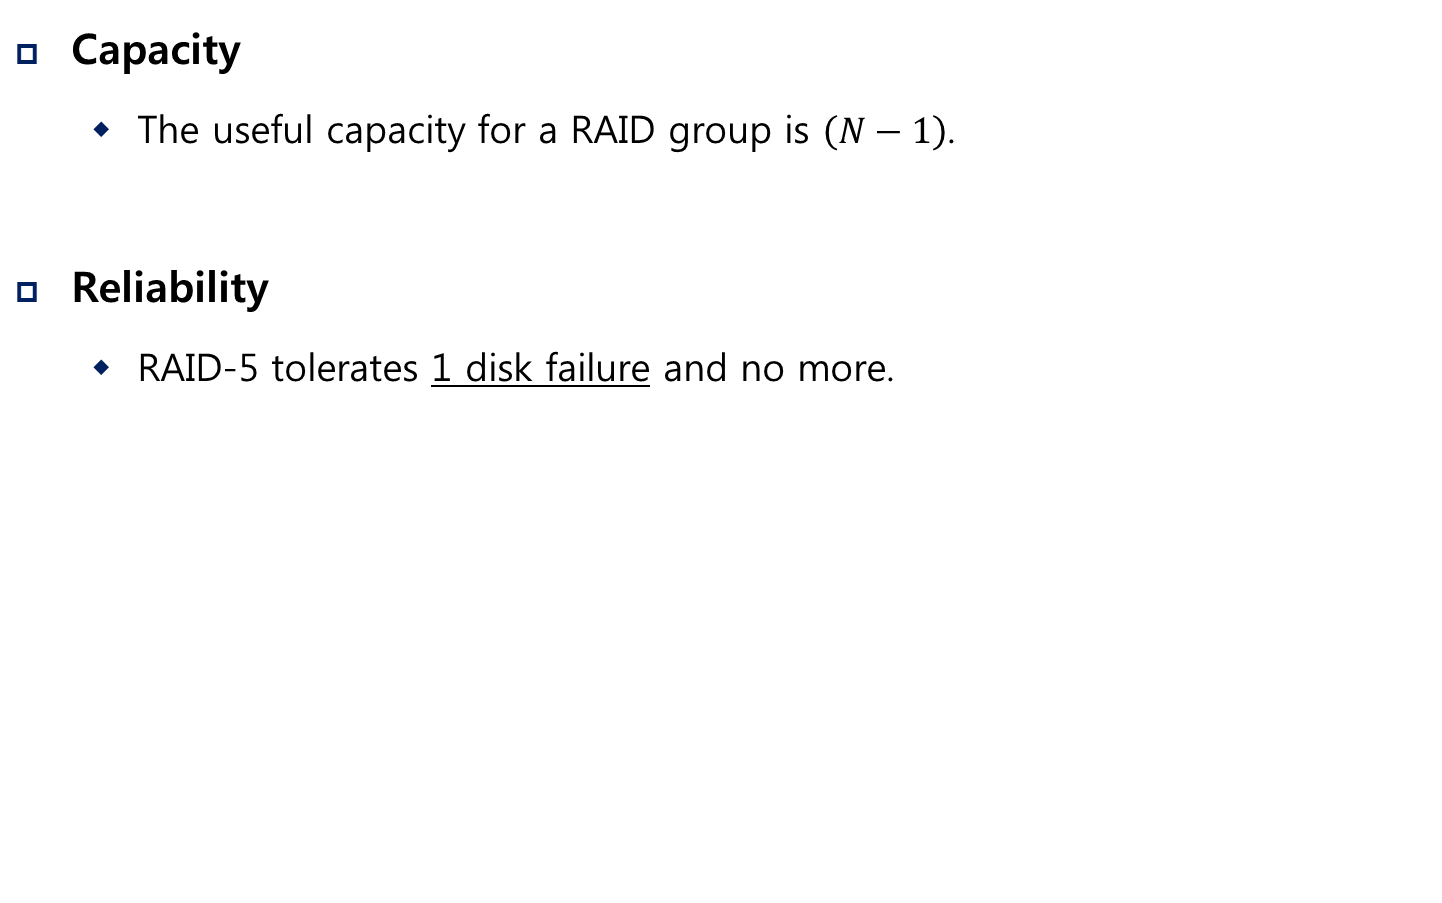 Capacity
The useful capacity for a RAID group is (N − 1).
Reliability
RAID-5 tolerates 1 disk failure and no more.